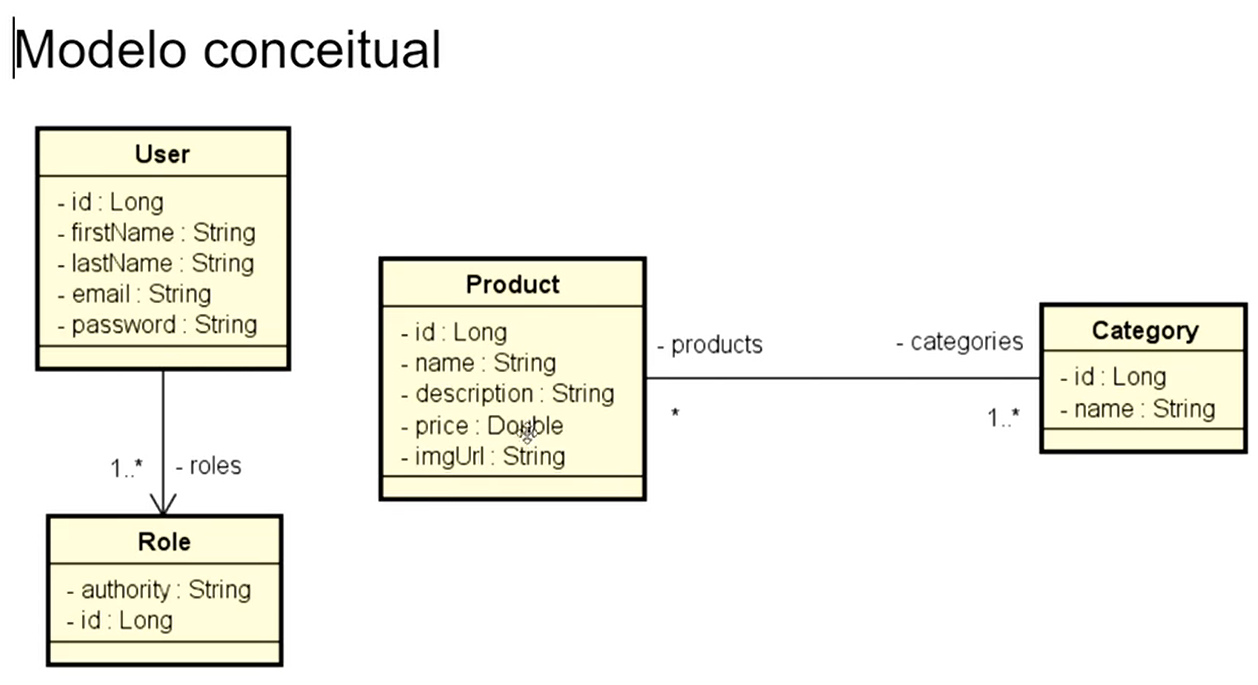 Modelo conceitual
User
- id : Long
- firstName : String
- lastName : String
- email : String
- password : String
1..* - roles
Role
- authority : String
- id : Long
Product
- id : Long
- name : String
- description : String
- price : Double
- imgUrl : String
- products
*
- categories
1..*
Category
- id : Long
- name : String